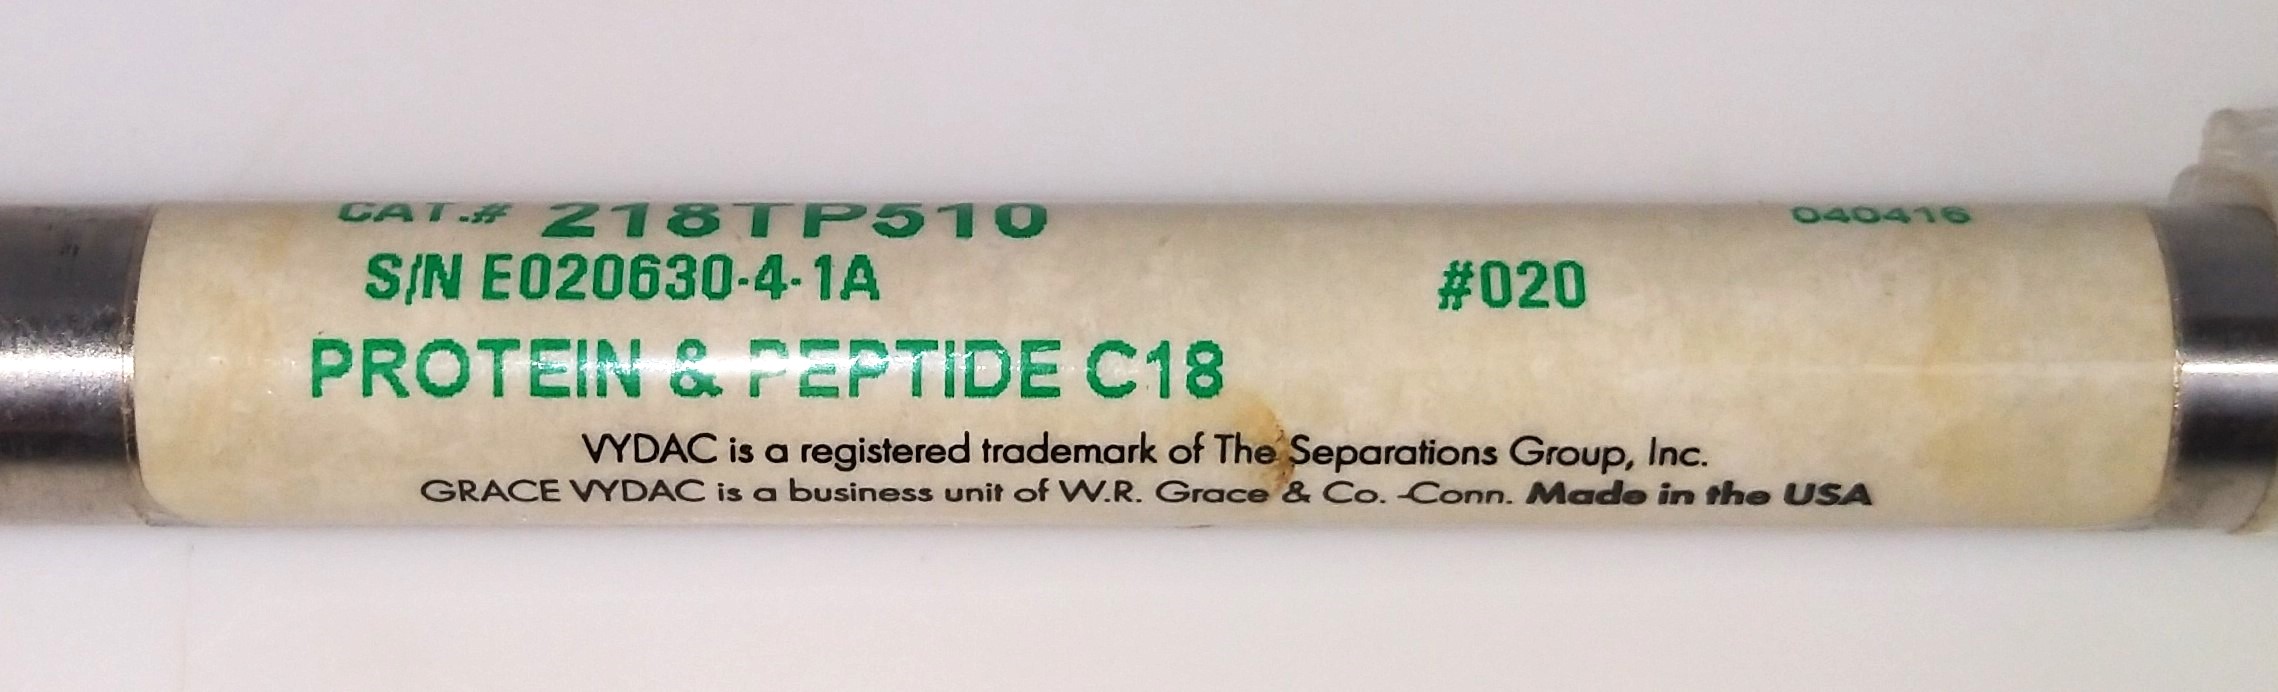 CAT.# 218TP510 040416
S/N E020630-4-1A #020
PROTEIN & PEPTIDE C18
VYDAC is a registered trademark of The Separations Group, Inc.
GRACE VYDAC is a business unit of W.R. Grace & Co. -Conn. Made in the USA